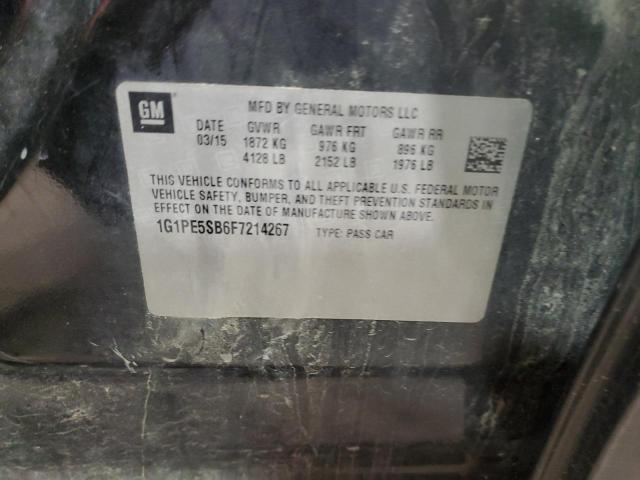 GM
MFD BY GENERAL MOTORS LLC
DATE GVWR GAWR FRT GAWR RR
03/15 1872 KG 976 KG 896 KG
4128 LB 2152 LB 1976 LB
THIS VEHICLE CONFORMS TO ALL APPLICABLE U.S. FEDERAL MOTOR
VEHICLE SAFETY, BUMPER, AND THEFT PREVENTION STANDARDS IN
EFFECT ON THE DATE OF MANUFACTURE SHOWN ABOVE.
1G1PE5SB6F7214267 TYPE: PASS CAR